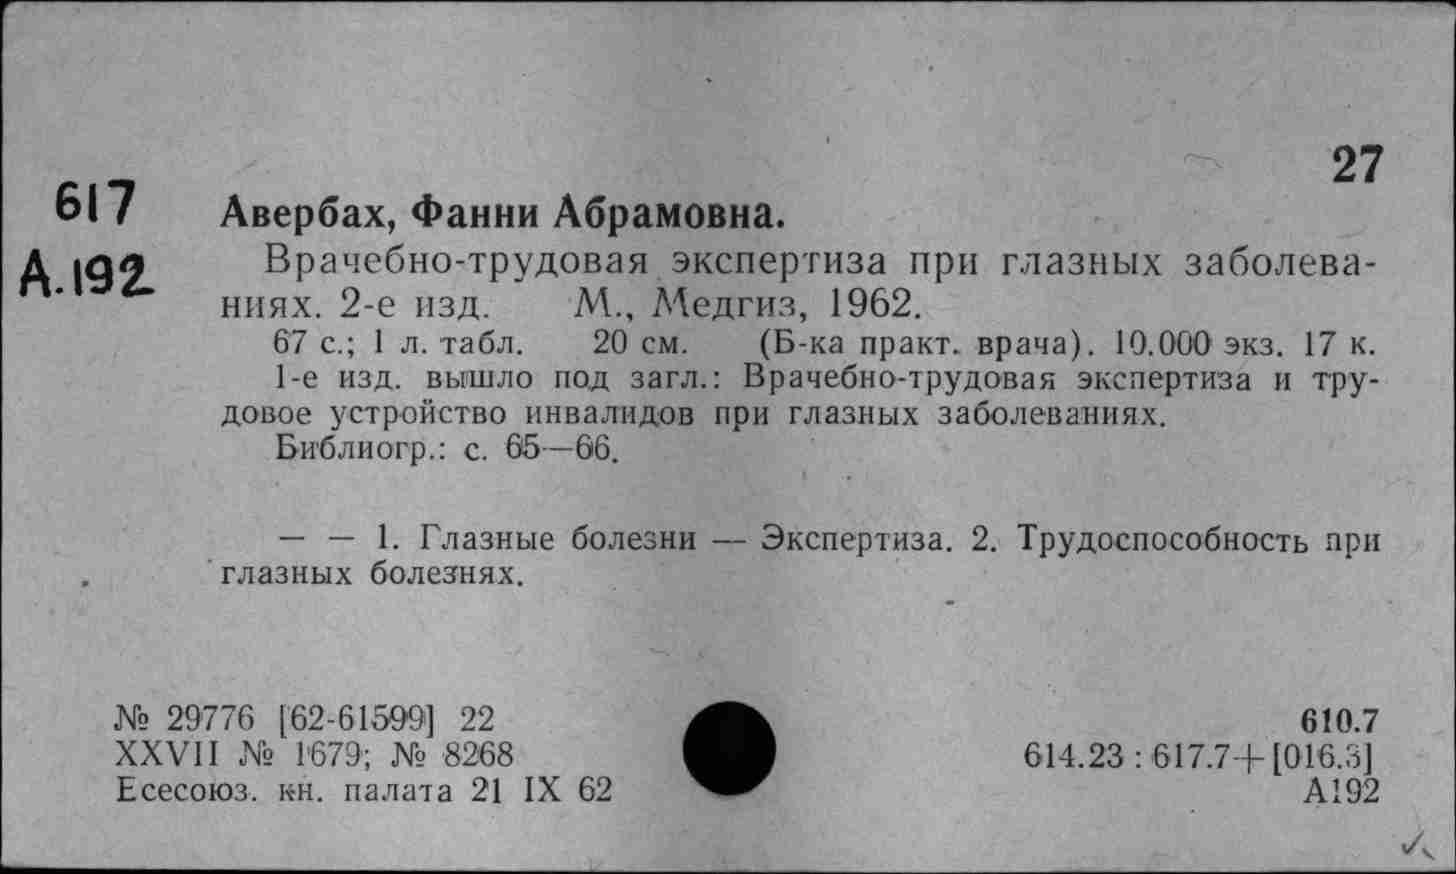 27
617
А.192
Авербах, Фанни Абрамовна.
Врачебно-трудовая экспертиза при глазных заболева-
ниях. 2-е изд. М., Медгиз, 1962.
67 с.; 1 л. табл. 20 см. (Б-ка практ. врача). 10.000 экз. 17 к.
1-е изд. вышло под загл.: Врачебно-трудовая экспертиза и тру-
довое устройство инвалидов при глазных заболеваниях.
Библиогр.: с. 65—66.
— — 1. Глазные болезни — Экспертиза. 2. Трудоспособность при
глазных болезнях.
№ 29776 [62-61599] 22
XXVII № 1679; № 8268
Есесоюз. кн. палата 21 IX 62
610.7
614.23 : 617.7+[016.3]
А192